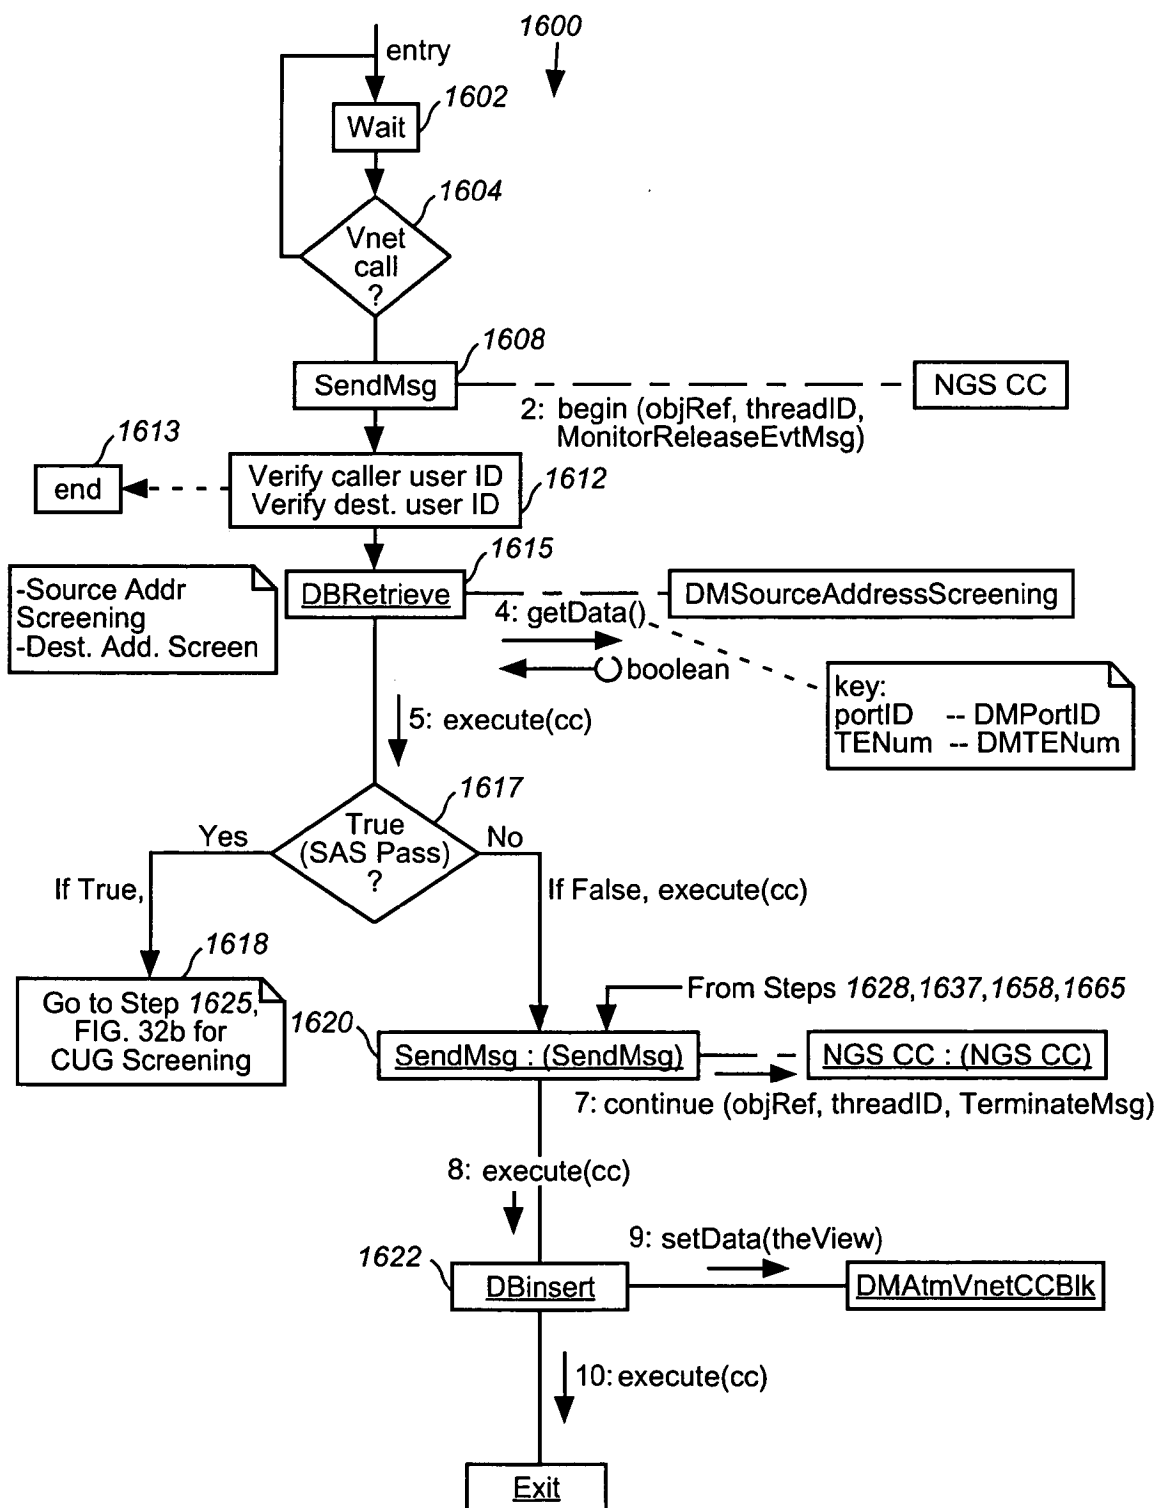 1600
entry
1602
Wait
1604
Vnet
call
?
1608
SendMsg
NGS CC
2: begin (objRef, threadID,
MonitorReleaseEvtMsg)
1613
end
Verify caller user ID
Verify dest. user ID
1612
1615
-Source Addr
Screening
-Dest. Add. Screen
DBRetrieve
DMSourceAddressScreening
4: getData()
boolean
key:
portID -- DMPortID
TENum -- DMTENum
5: execute(cc)
1617
True
(SAS Pass)
?
Yes
No
If True,
If False, execute(cc)
1618
Go to Step 1625,
FIG. 32b for
CUG Screening
From Steps 1628,1637,1658,1665
1620
SendMsg : (SendMsg)
NGS CC : (NGS CC)
7: continue (objRef, threadID, TerminateMsg)
8: execute(cc)
9: setData(theView)
1622
DBinsert
DMAtmVnetCCBlk
10: execute(cc)
Exit